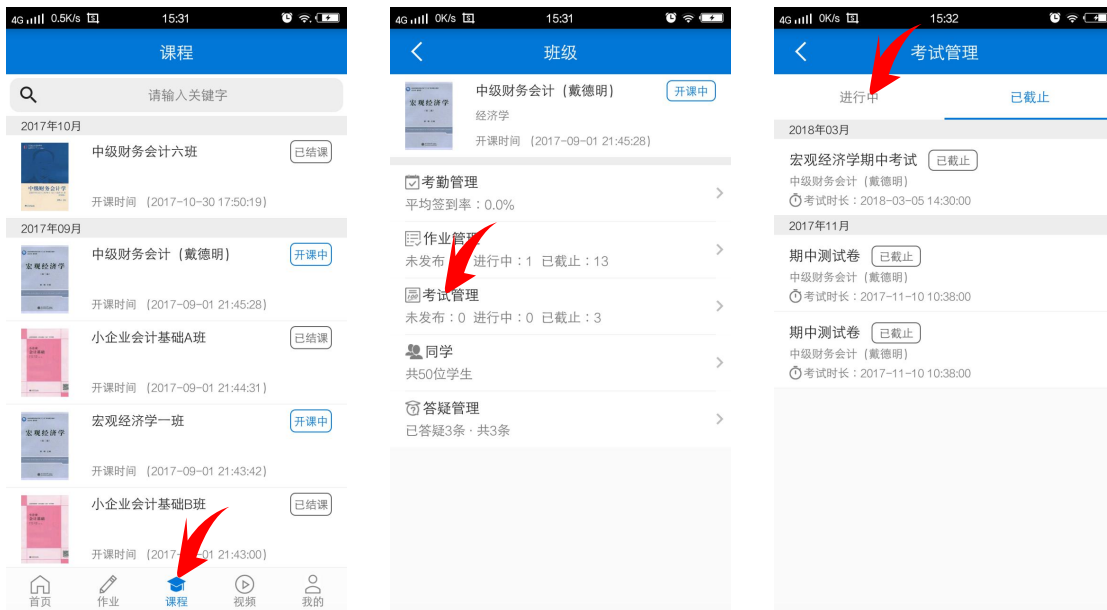 4G 0.5K/s 15:31
课程
请输入关键字
2017年10月
中级财务会计六班 已结课
开课时间 (2017-10-30 17:50:19)
2017年09月
中级财务会计 (戴德明) 开课中
宏观经济学
开课时间 (2017-09-01 21:45:28)
小企业会计基础A班 已结课
开课时间 (2017-09-01 21:44:31)
宏观经济学一班 开课中
宏观经济学
开课时间 (2017-09-01 21:43:42)
小企业会计基础B班 已结课
开课时间 (2017- -01 21:43:00)
首页 作业 课程 视频 我的
4G 0K/s 15:31
班级
中级财务会计 (戴德明) 开课中
宏观经济学
经济学
开课时间 (2017-09-01 21:45:28)
考勤管理
平均签到率：0.0%
作业管理
未发布 进行中：1 已截止：13
考试管理
未发布：0 进行中：0 已截止：3
同学
共50位学生
答疑管理
已答疑3条 · 共3条
4G 0K/s 15:32
考试管理
进行中 已截止
2018年03月
宏观经济学期中考试 已截止
中级财务会计 (戴德明)
考试时长：2018-03-05 14:30:00
2017年11月
期中测试卷 已截止
中级财务会计 (戴德明)
考试时长：2017-11-10 10:38:00
期中测试卷 已截止
中级财务会计 (戴德明)
考试时长：2017-11-10 10:38:00